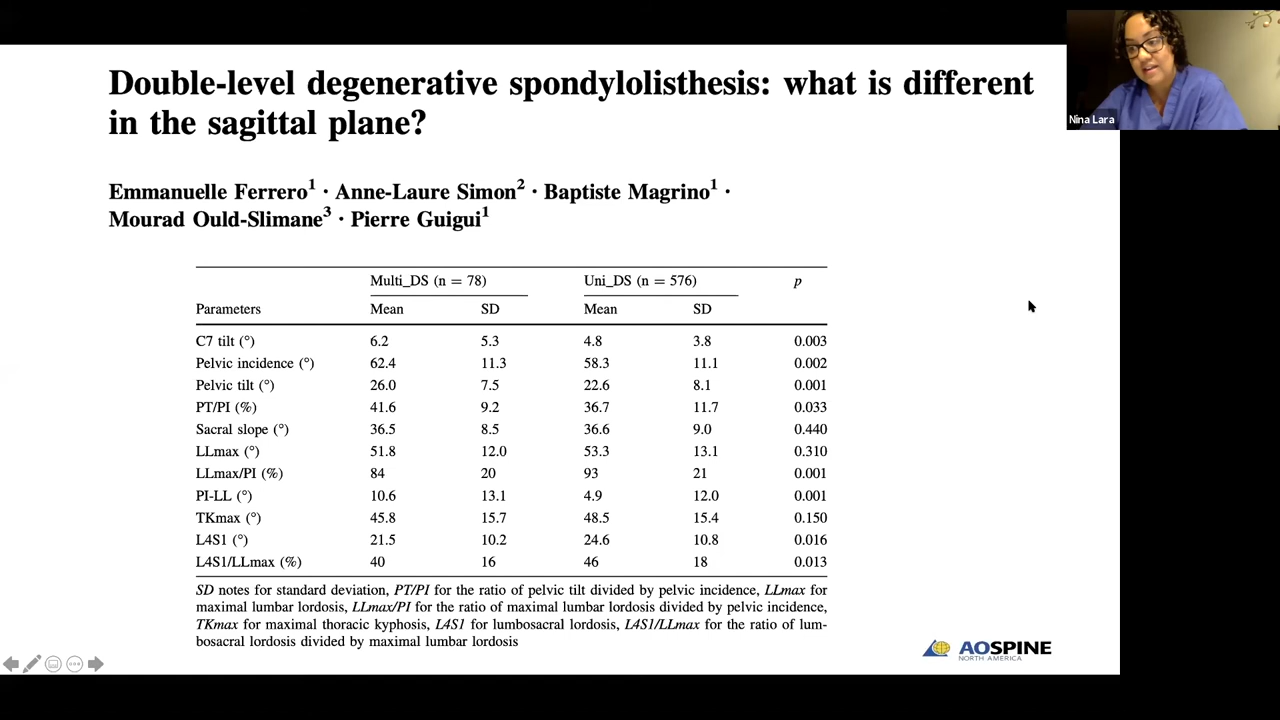 Double-level degenerative spondylolisthesis: what is different
in the sagittal plane?
Nina Lara
Emmanuelle Ferrero1 · Anne-Laure Simon2 · Baptiste Magrino1 ·
Mourad Ould-Slimane3 · Pierre Guigui1
Multi_DS (n = 78) Uni_DS (n = 576) p
Parameters Mean SD Mean SD
C7 tilt (°) 6.2 5.3 4.8 3.8 0.003
Pelvic incidence (°) 62.4 11.3 58.3 11.1 0.002
Pelvic tilt (°) 26.0 7.5 22.6 8.1 0.001
PT/PI (%) 41.6 9.2 36.7 11.7 0.033
Sacral slope (°) 36.5 8.5 36.6 9.0 0.440
LLmax (°) 51.8 12.0 53.3 13.1 0.310
LLmax/PI (%) 84 20 93 21 0.001
PI-LL (°) 10.6 13.1 4.9 12.0 0.001
TKmax (°) 45.8 15.7 48.5 15.4 0.150
L4S1 (°) 21.5 10.2 24.6 10.8 0.016
L4S1/LLmax (%) 40 16 46 18 0.013
SD notes for standard deviation, PT/PI for the ratio of pelvic tilt divided by pelvic incidence, LLmax for
maximal lumbar lordosis, LLmax/PI for the ratio of maximal lumbar lordosis divided by pelvic incidence,
TKmax for maximal thoracic kyphosis, L4S1 for lumbosacral lordosis, L4S1/LLmax for the ratio of lum-
bosacral lordosis divided by maximal lumbar lordosis
AOSPINE
NORTH AMERICA